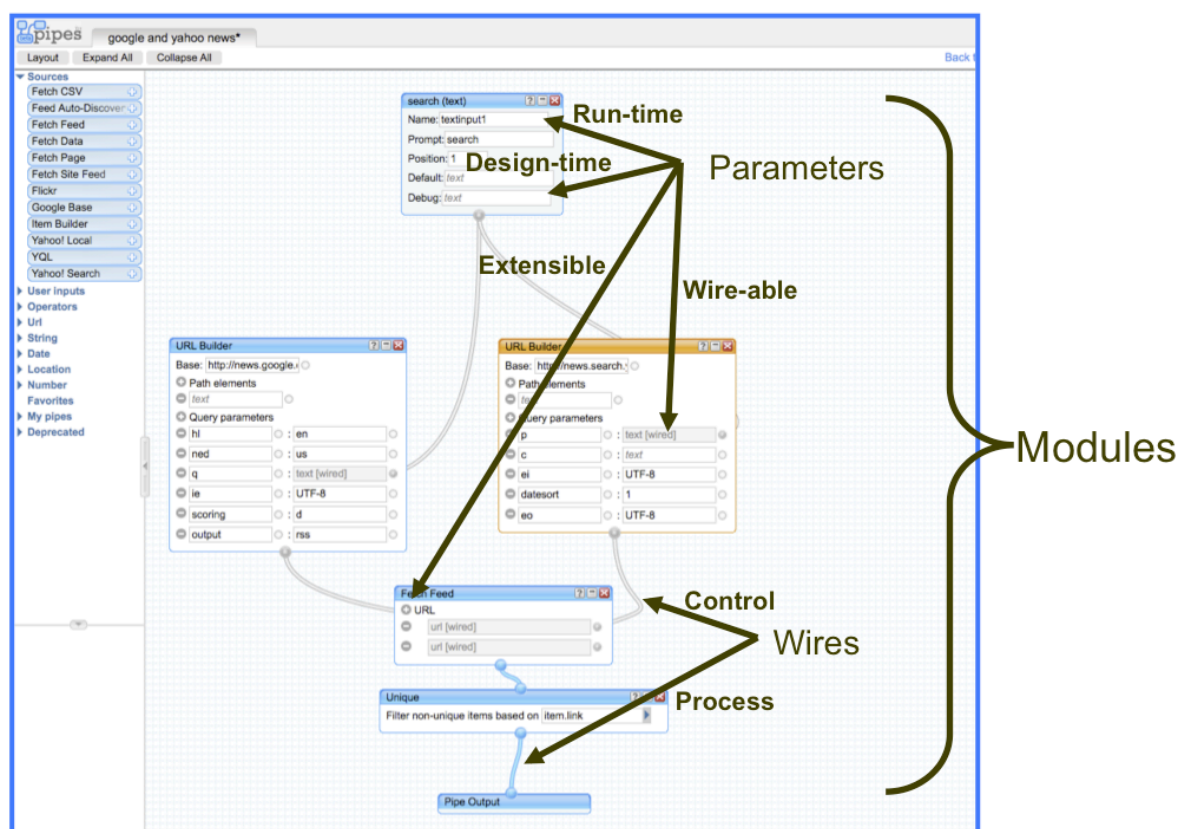 pipes google and yahoo news*
Layout Expand All Collapse All Back t
Sources
Fetch CSV
Feed Auto-Discover
Fetch Feed
Fetch Data
Fetch Page
Fetch Site Feed
Flickr
Google Base
Item Builder
Yahoo! Local
YQL
Yahoo! Search
User inputs
Operators
Url
String
Date
Location
Number
Favorites
My pipes
Deprecated
search (text)
Name: textinput1
Prompt: search
Position: 1
Default: text
Debug: text
Run-time
Design-time
Parameters
Extensible
Wire-able
URL Builder
Base: http://news.google.
Path elements
text
Query parameters
hl : en
ned : us
q : text [wired]
ie : UTF-8
scoring : d
output : rss
URL Builder
Base: http://news.search.
Path elements
text
Query parameters
p : text [wired]
c : text
ei : UTF-8
datesort : 1
eo : UTF-8
Modules
Fetch Feed
URL
url [wired]
url [wired]
Control
Wires
Process
Unique
Filter non-unique items based on item.link
Pipe Output